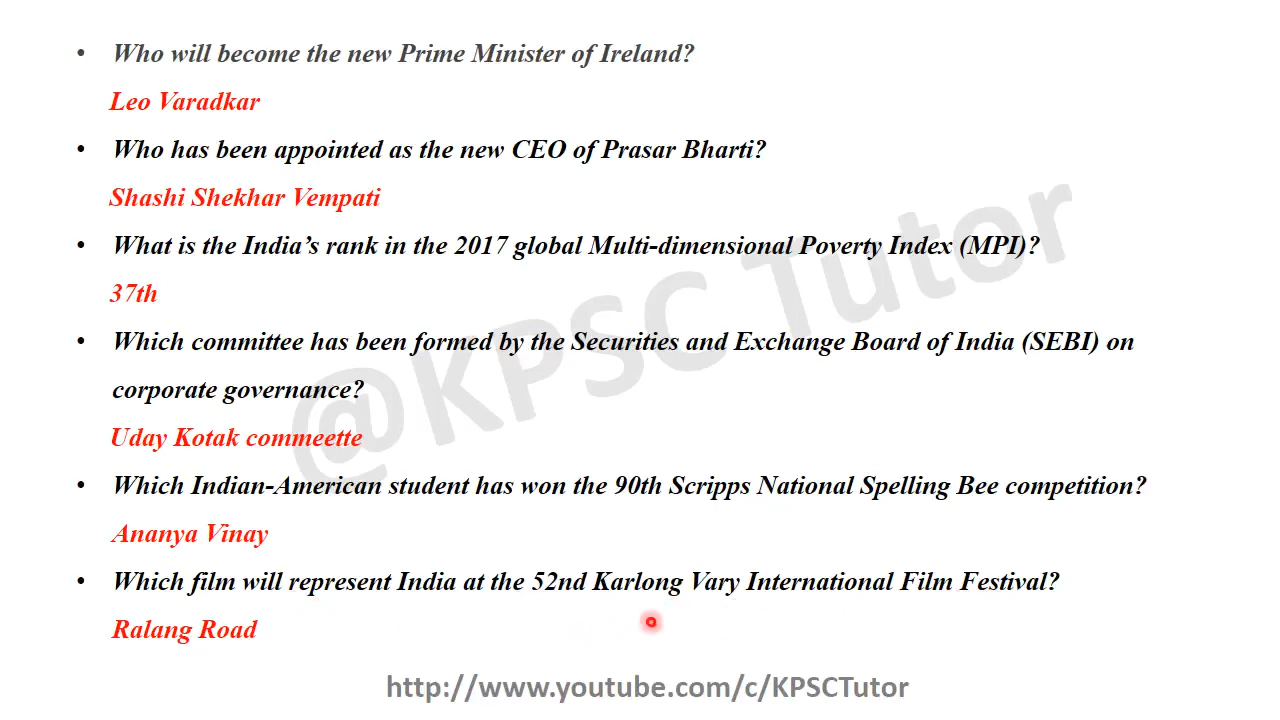 • Who will become the new Prime Minister of Ireland?
Leo Varadkar
• Who has been appointed as the new CEO of Prasar Bharti?
Shashi Shekhar Vempati
• What is the India’s rank in the 2017 global Multi-dimensional Poverty Index (MPI)?
37th
• Which committee has been formed by the Securities and Exchange Board of India (SEBI) on
corporate governance?
Uday Kotak commeette
• Which Indian-American student has won the 90th Scripps National Spelling Bee competition?
Ananya Vinay
• Which film will represent India at the 52nd Karlong Vary International Film Festival?
Ralang Road
@KPSC Tutor
http://www.youtube.com/c/KPSCTutor